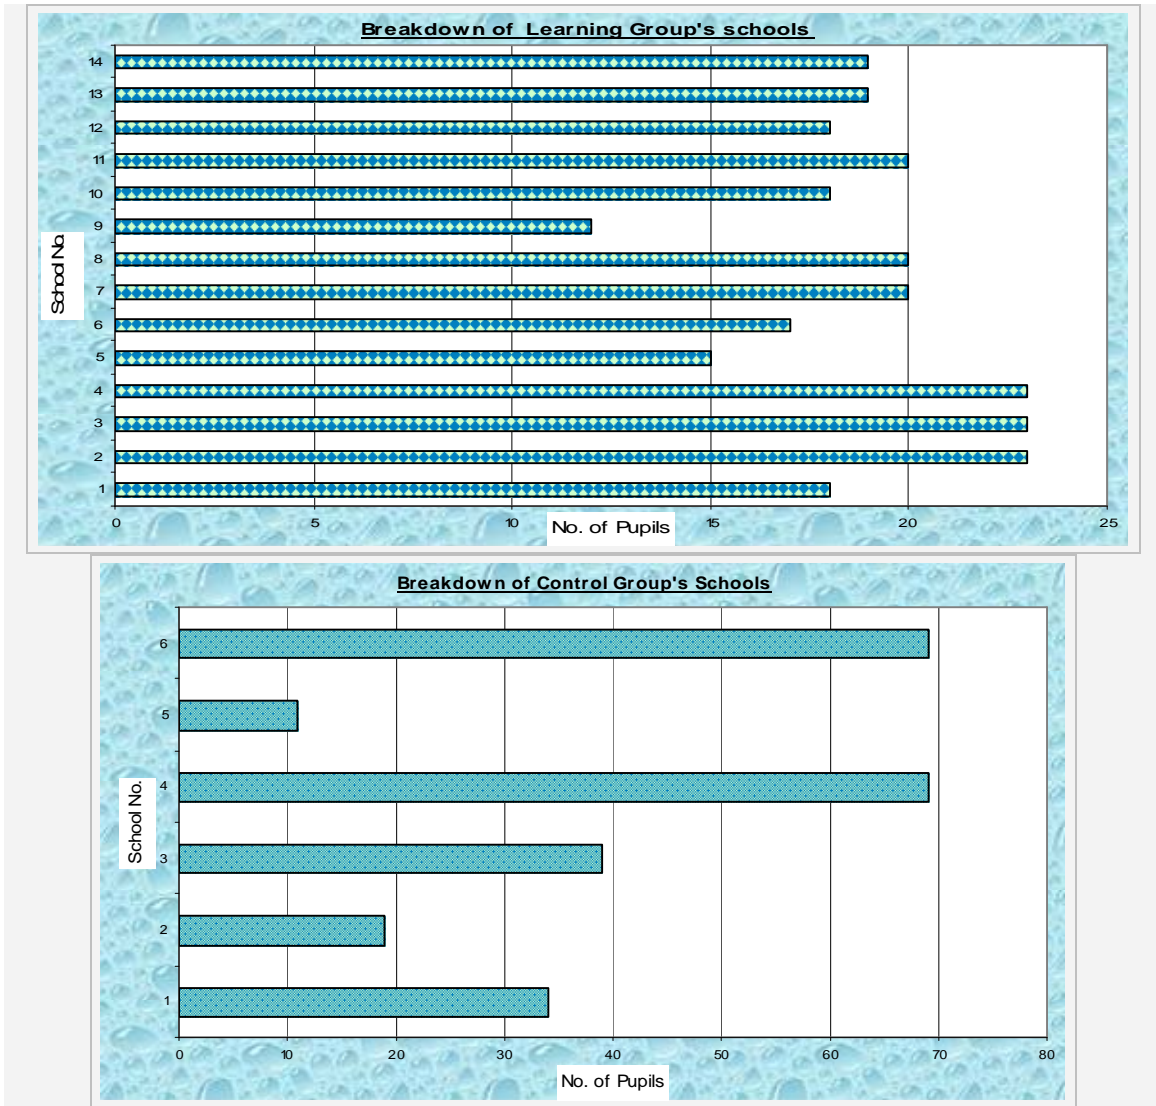 Breakdown of Learning Group's schools
14
13
12
11
10
9
8
7
6
5
4
3
2
1
School No.
0 5 10 15 20 25
No. of Pupils
Breakdown of Control Group's Schools
6
5
4
3
2
1
School No.
0 10 20 30 40 50 60 70 80
No. of Pupils